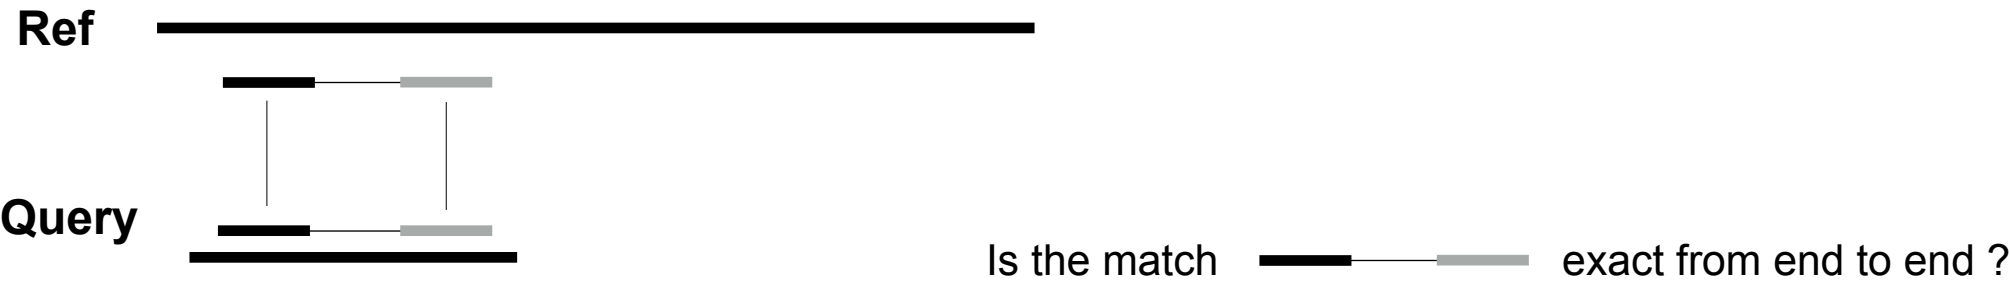 Ref
Query
Is the match exact from end to end ?